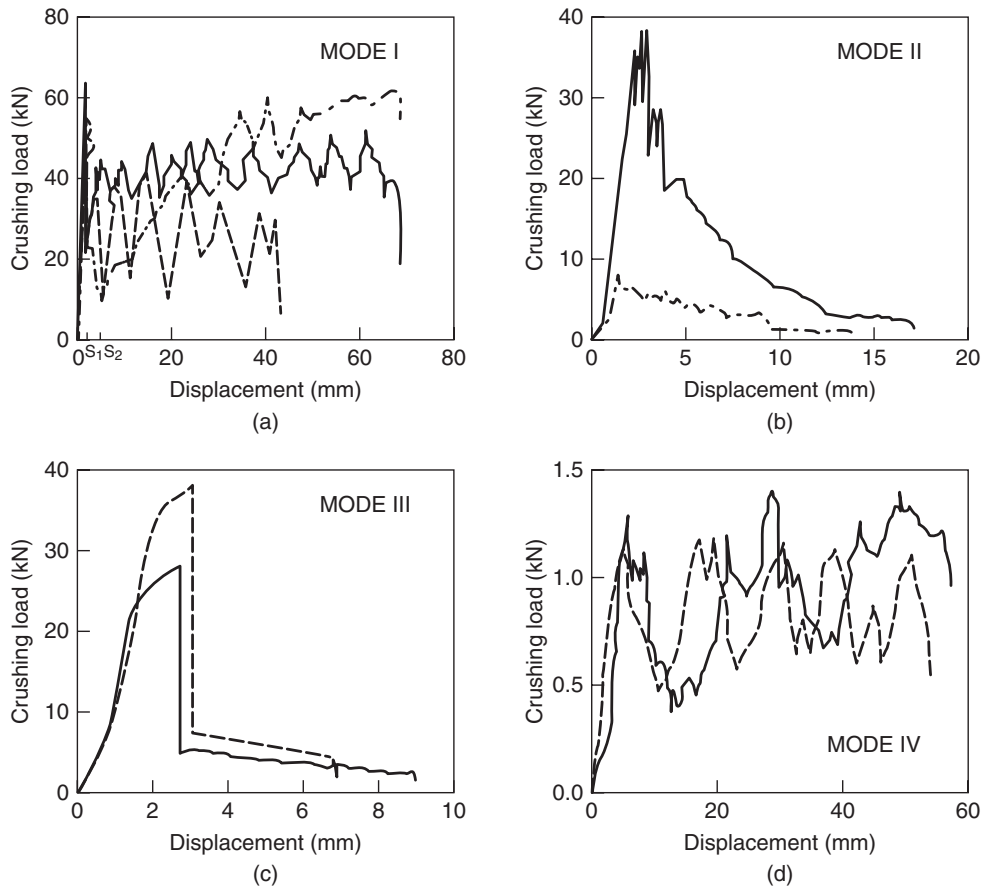 80
60
40
20
0
Crushing load (kN)
MODE I
0 S₁ S₂ 20 40 60 80
Displacement (mm)
(a)
40
30
20
10
0
Crushing load (kN)
MODE II
0 5 10 15 20
Displacement (mm)
(b)
40
30
20
10
0
Crushing load (kN)
MODE III
0 2 4 6 8 10
Displacement (mm)
(c)
1.5
1.0
0.5
0.0
Crushing load (kN)
MODE IV
0 20 40 60
Displacement (mm)
(d)